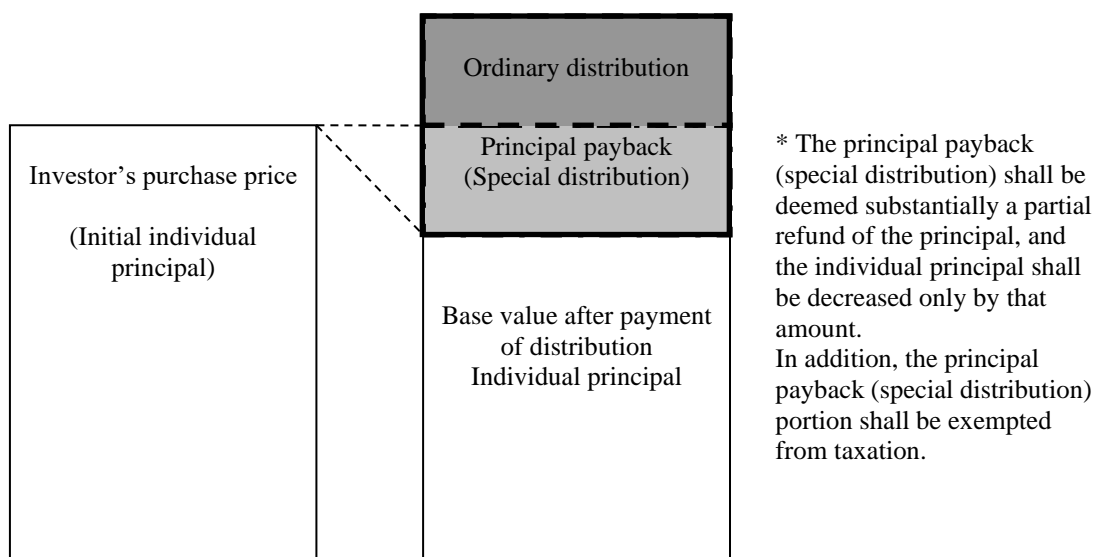 Investor’s purchase price
(Initial individual
principal)
Ordinary distribution
Principal payback
(Special distribution)
Base value after payment
of distribution
Individual principal
* The principal payback
(special distribution) shall be
deemed substantially a partial
refund of the principal, and
the individual principal shall
be decreased only by that
amount.
In addition, the principal
payback (special distribution)
portion shall be exempted
from taxation.